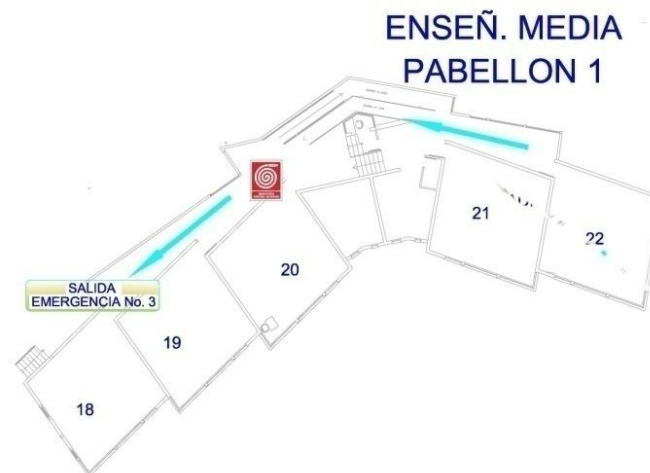 ENSEÑ. MEDIA
PABELLON 1
21
22
20
SALIDA
EMERGENCIA No. 3
19
18